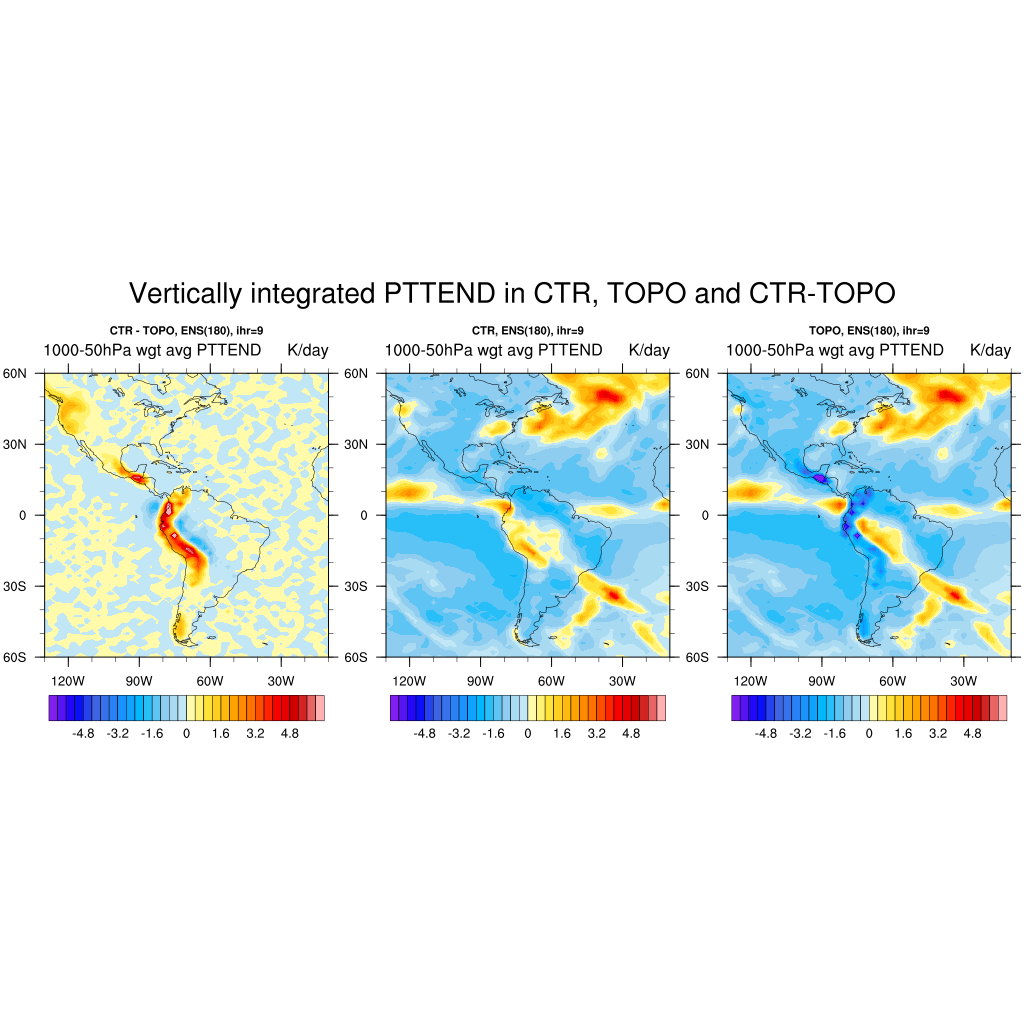 Vertically integrated PTTEND in CTR, TOPO and CTR-TOPO
CTR - TOPO, ENS(180), ihr=9
1000-50hPa wgt avg PTTEND K/day
60N
30N
0
30S
60S
120W 90W 60W 30W
-4.8 -3.2 -1.6 0 1.6 3.2 4.8
CTR, ENS(180), ihr=9
1000-50hPa wgt avg PTTEND K/day
60N
30N
0
30S
60S
120W 90W 60W 30W
-4.8 -3.2 -1.6 0 1.6 3.2 4.8
TOPO, ENS(180), ihr=9
1000-50hPa wgt avg PTTEND K/day
60N
30N
0
30S
60S
120W 90W 60W 30W
-4.8 -3.2 -1.6 0 1.6 3.2 4.8